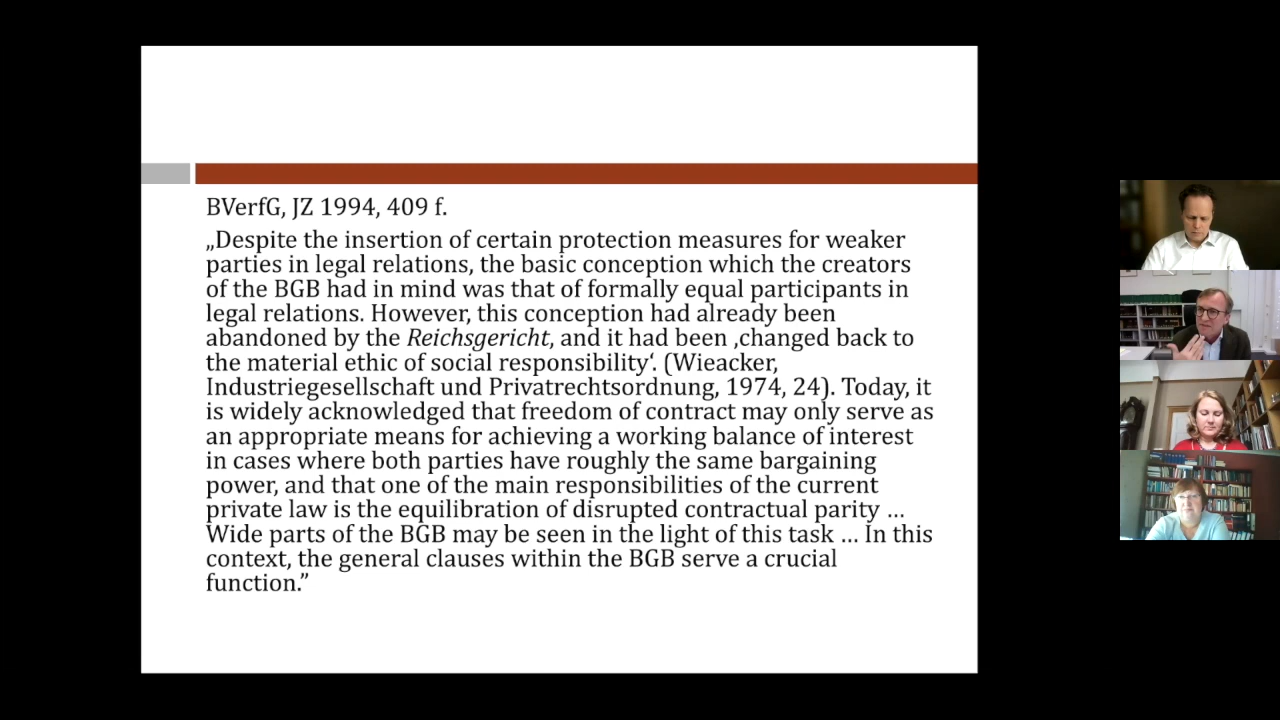 BVerfG, JZ 1994, 409 f.
„Despite the insertion of certain protection measures for weaker
parties in legal relations, the basic conception which the creators
of the BGB had in mind was that of formally equal participants in
legal relations. However, this conception had already been
abandoned by the Reichsgericht, and it had been ‚changed back to
the material ethic of social responsibility‘. (Wieacker,
Industriegesellschaft und Privatrechtsordnung, 1974, 24). Today, it
is widely acknowledged that freedom of contract may only serve as
an appropriate means for achieving a working balance of interest
in cases where both parties have roughly the same bargaining
power, and that one of the main responsibilities of the current
private law is the equilibration of disrupted contractual parity …
Wide parts of the BGB may be seen in the light of this task … In this
context, the general clauses within the BGB serve a crucial
function.”